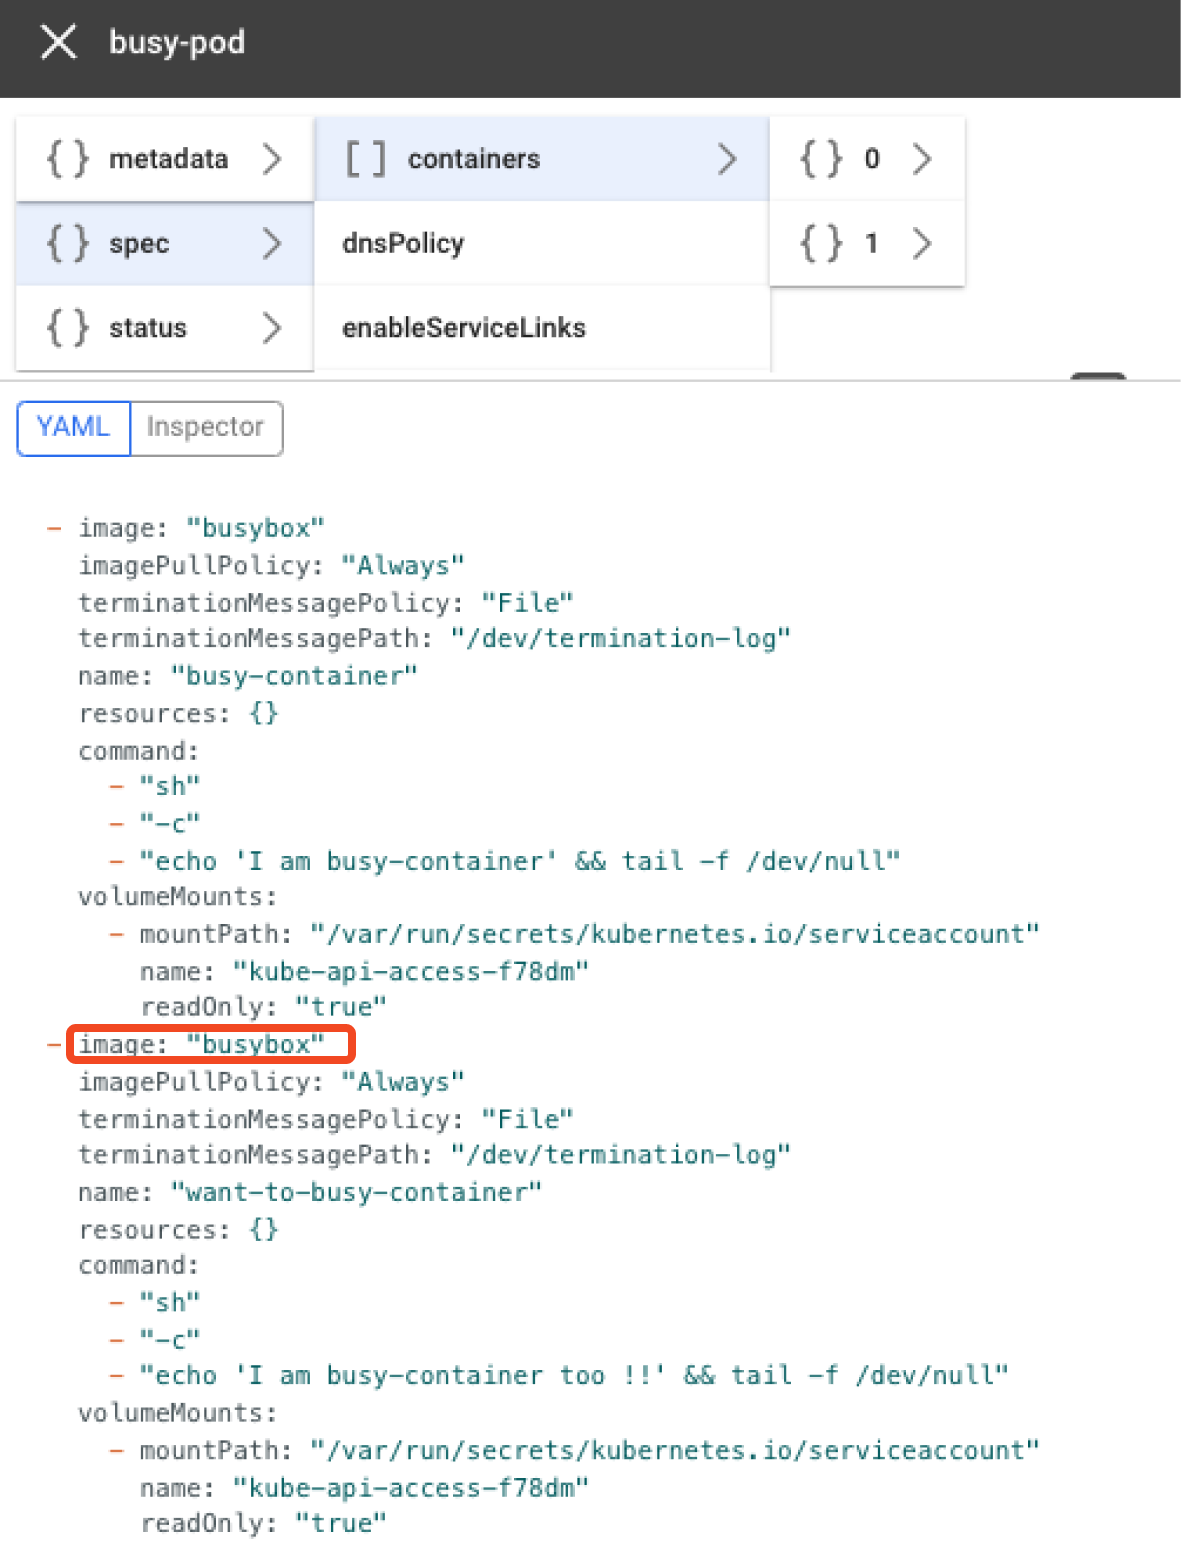 busy-pod
{} metadata
[] containers
{} 0
{} spec
dnsPolicy
{} 1
{} status
enableServiceLinks
YAML Inspector
- image: "busybox"
imagePullPolicy: "Always"
terminationMessagePolicy: "File"
terminationMessagePath: "/dev/termination-log"
name: "busy-container"
resources: {}
command:
- "sh"
- "-c"
- "echo 'I am busy-container' && tail -f /dev/null"
volumeMounts:
- mountPath: "/var/run/secrets/kubernetes.io/serviceaccount"
name: "kube-api-access-f78dm"
readOnly: "true"
- image: "busybox"
imagePullPolicy: "Always"
terminationMessagePolicy: "File"
terminationMessagePath: "/dev/termination-log"
name: "want-to-busy-container"
resources: {}
command:
- "sh"
- "-c"
- "echo 'I am busy-container too !!' && tail -f /dev/null"
volumeMounts:
- mountPath: "/var/run/secrets/kubernetes.io/serviceaccount"
name: "kube-api-access-f78dm"
readOnly: "true"